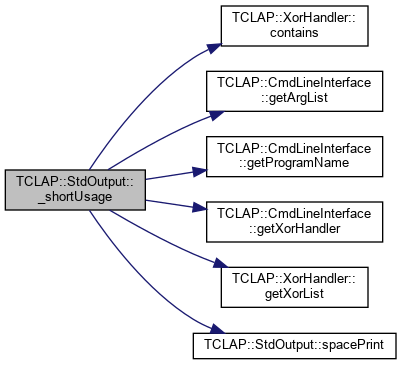 TCLAP::XorHandler::
contains
TCLAP::CmdLineInterface
::getArgList
TCLAP::CmdLineInterface
::getProgramName
TCLAP::StdOutput::
_shortUsage
TCLAP::CmdLineInterface
::getXorHandler
TCLAP::XorHandler::
getXorList
TCLAP::StdOutput::spacePrint